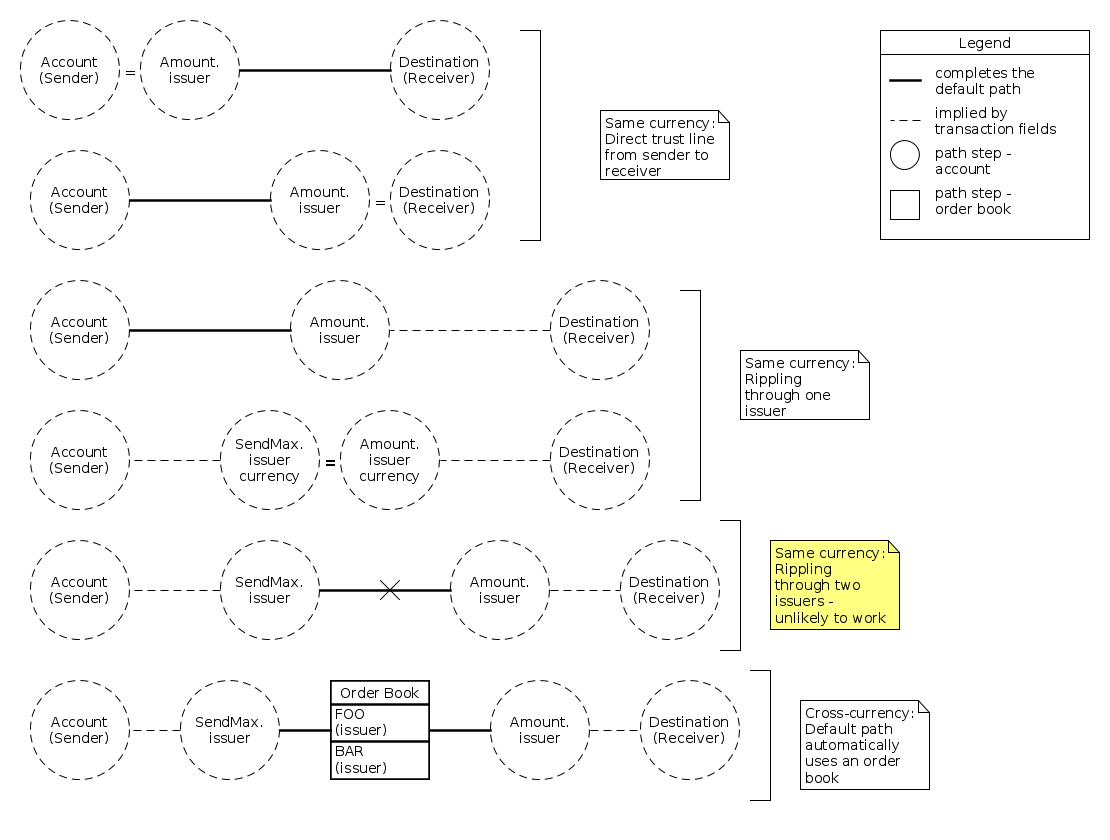 Account
(Sender)
=
Amount.
issuer
Destination
(Receiver)
Account
(Sender)
Amount.
issuer
=
Destination
(Receiver)
Same currency:
Direct trust line
from sender to
receiver
Legend
completes the
default path
implied by
transaction fields
path step -
account
path step -
order book
Account
(Sender)
Amount.
issuer
Destination
(Receiver)
Account
(Sender)
SendMax.
issuer
currency
=
Amount.
issuer
currency
Destination
(Receiver)
Same currency:
Rippling
through one
issuer
Account
(Sender)
SendMax.
issuer
Amount.
issuer
Destination
(Receiver)
Same currency:
Rippling
through two
issuers -
unlikely to work
Account
(Sender)
SendMax.
issuer
Order Book
FOO
(issuer)
BAR
(issuer)
Amount.
issuer
Destination
(Receiver)
Cross-currency:
Default path
automatically
uses an order
book